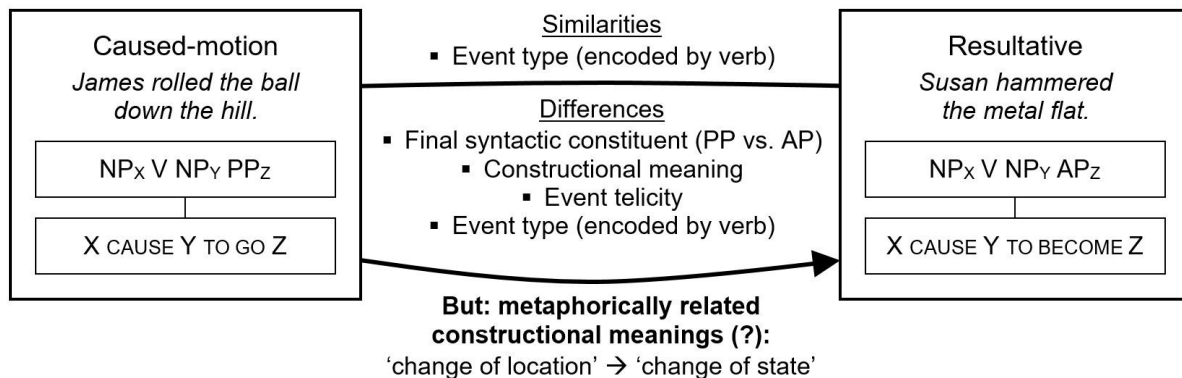 Caused-motion
James rolled the ball
down the hill.
NPX V NPY PPZ
X CAUSE Y TO GO Z
Similarities
▪ Event type (encoded by verb)
Differences
▪ Final syntactic constituent (PP vs. AP)
▪ Constructional meaning
▪ Event telicity
▪ Event type (encoded by verb)
But: metaphorically related
constructional meanings (?):
‘change of location’ → ‘change of state’
Resultative
Susan hammered
the metal flat.
NPX V NPY APZ
X CAUSE Y TO BECOME Z